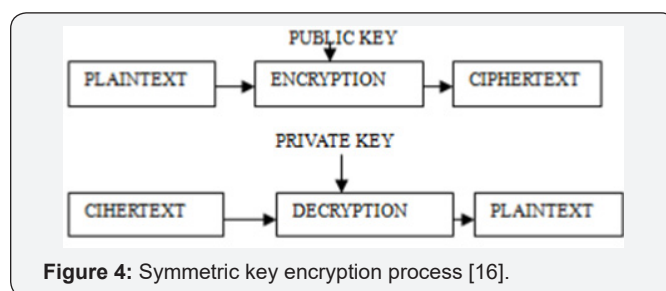 PUBLIC KEY
PLAINTEXT ENCRYPTION CIPHERTEXT
PRIVATE KEY
CIHERTEXT DECRYPTION PLAINTEXT
Figure 4: Symmetric key encryption process [16].